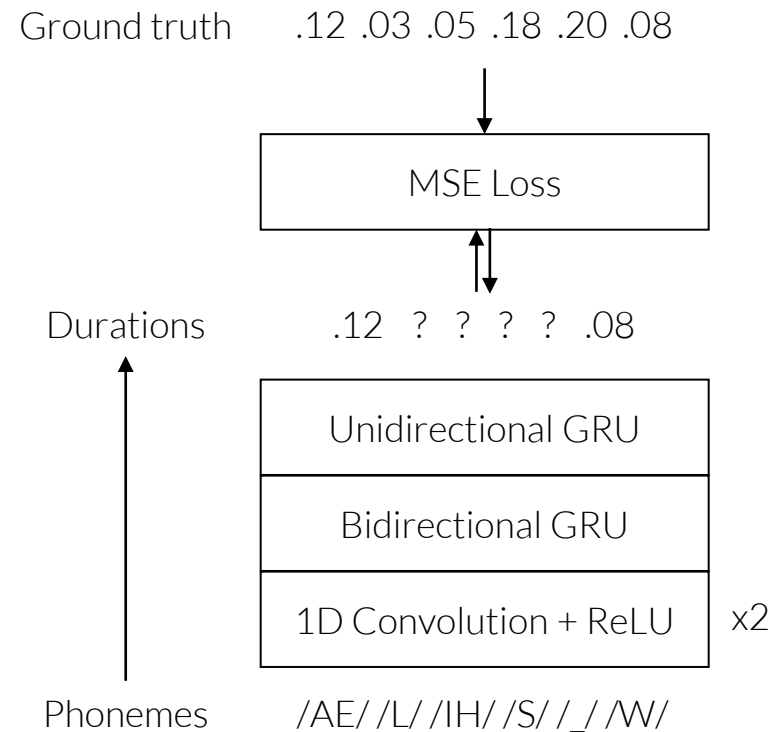 Ground truth .12 .03 .05 .18 .20 .08
MSE Loss
Durations .12 ? ? ? ? .08
Unidirectional GRU
Bidirectional GRU
1D Convolution + ReLU x2
Phonemes /AE/ /L/ /IH/ /S/ /_/ /W/